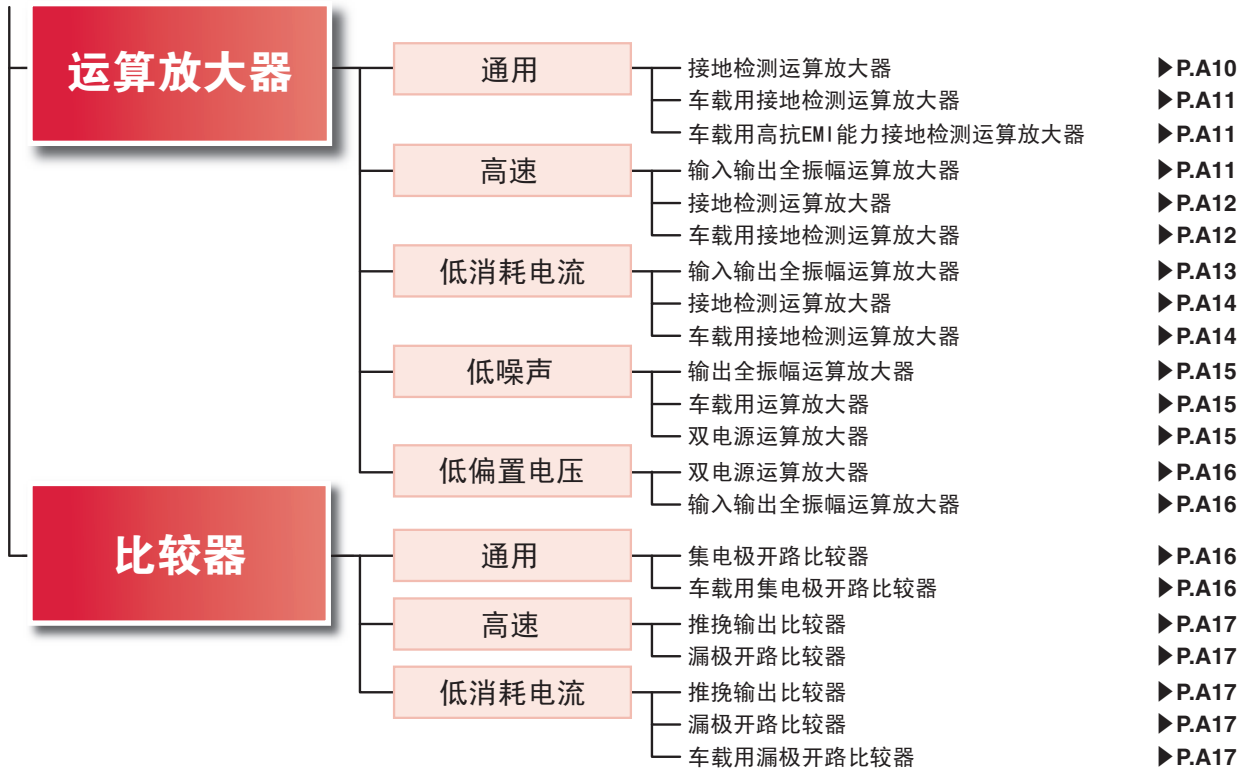 运算放大器
通用
接地检测运算放大器 ▶P.A10
车载用接地检测运算放大器 ▶P.A11
车载用高抗EMI能力接地检测运算放大器 ▶P.A11
高速
输入输出全振幅运算放大器 ▶P.A11
接地检测运算放大器 ▶P.A12
车载用接地检测运算放大器 ▶P.A12
低消耗电流
输入输出全振幅运算放大器 ▶P.A13
接地检测运算放大器 ▶P.A14
车载用接地检测运算放大器 ▶P.A14
低噪声
输出全振幅运算放大器 ▶P.A15
车载用运算放大器 ▶P.A15
双电源运算放大器 ▶P.A15
低偏置电压
双电源运算放大器 ▶P.A16
输入输出全振幅运算放大器 ▶P.A16
比较器
通用
集电极开路比较器 ▶P.A16
车载用集电极开路比较器 ▶P.A16
高速
推挽输出比较器 ▶P.A17
漏极开路比较器 ▶P.A17
低消耗电流
推挽输出比较器 ▶P.A17
漏极开路比较器 ▶P.A17
车载用漏极开路比较器 ▶P.A17